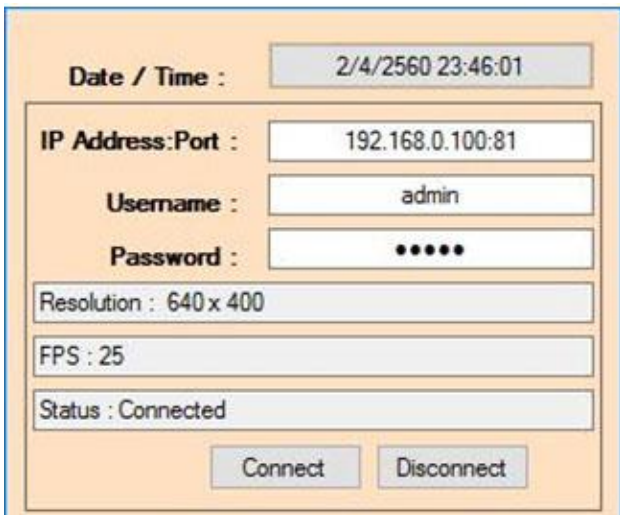 Date / Time : 2/4/2560 23:46:01
IP Address:Port : 192.168.0.100:81
Username : admin
Password : •••••
Resolution : 640 x 400
FPS : 25
Status : Connected
Connect Disconnect